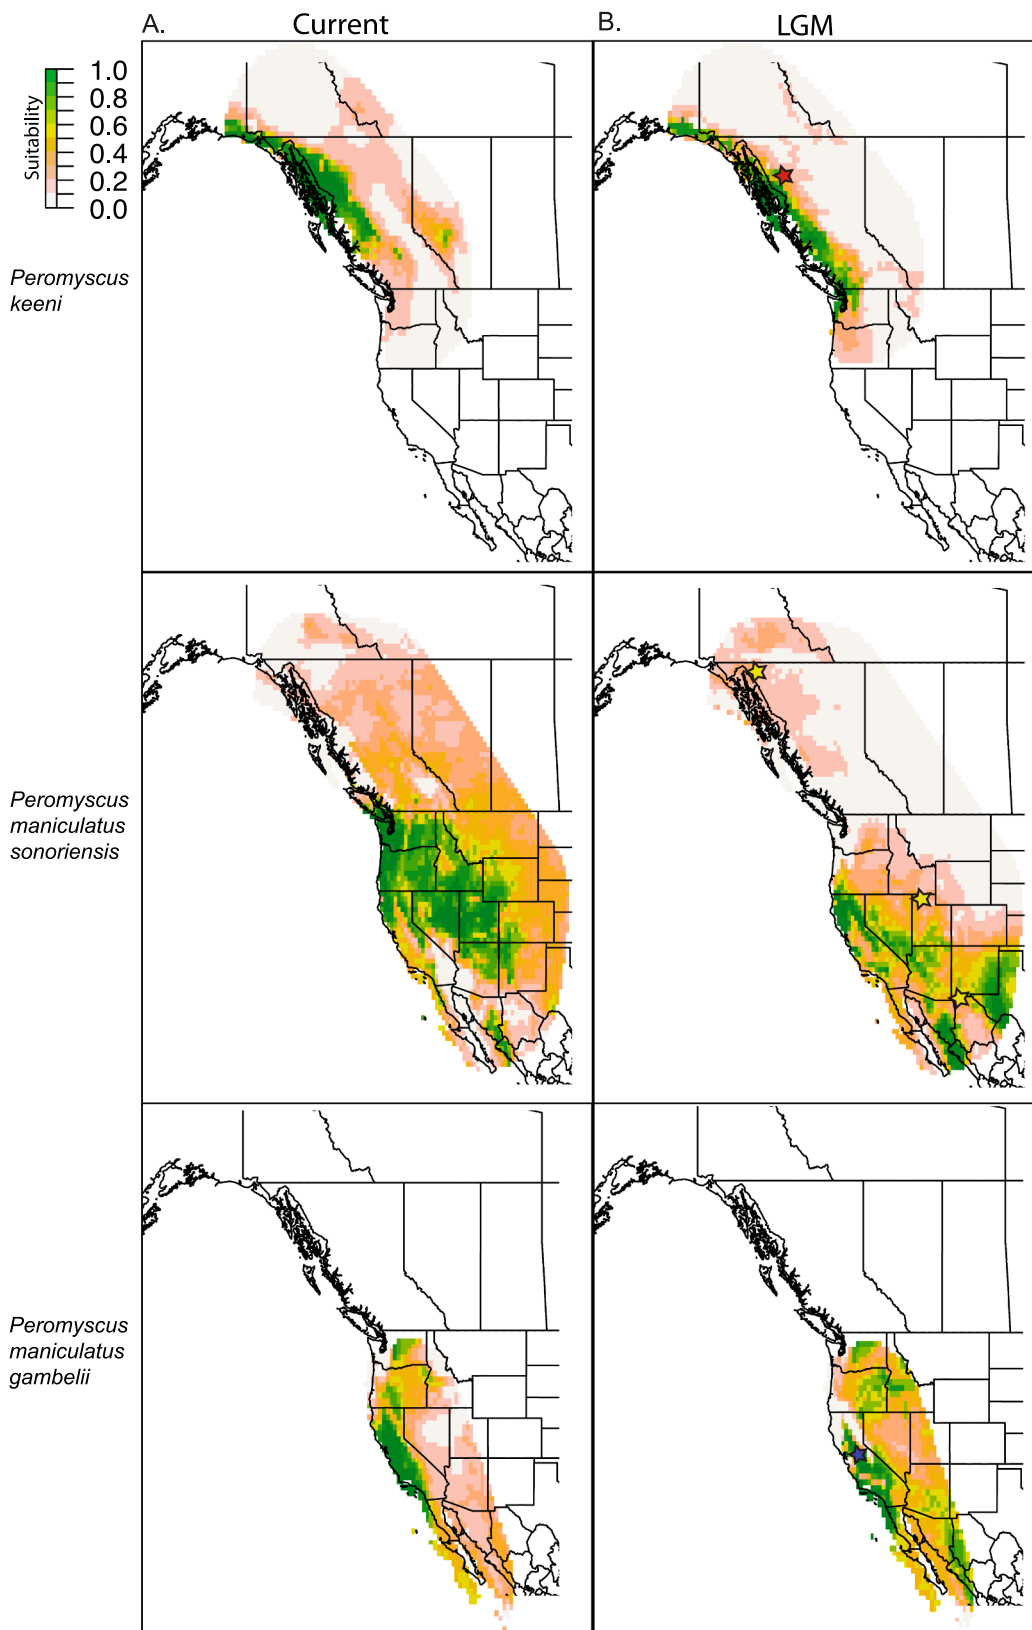 A.
Current
B.
LGM
Suitability
1.0
0.8
0.6
0.4
0.2
0.0
Peromyscus
keeni
Peromyscus
maniculatus
sonoriensis
Peromyscus
maniculatus
gambelii